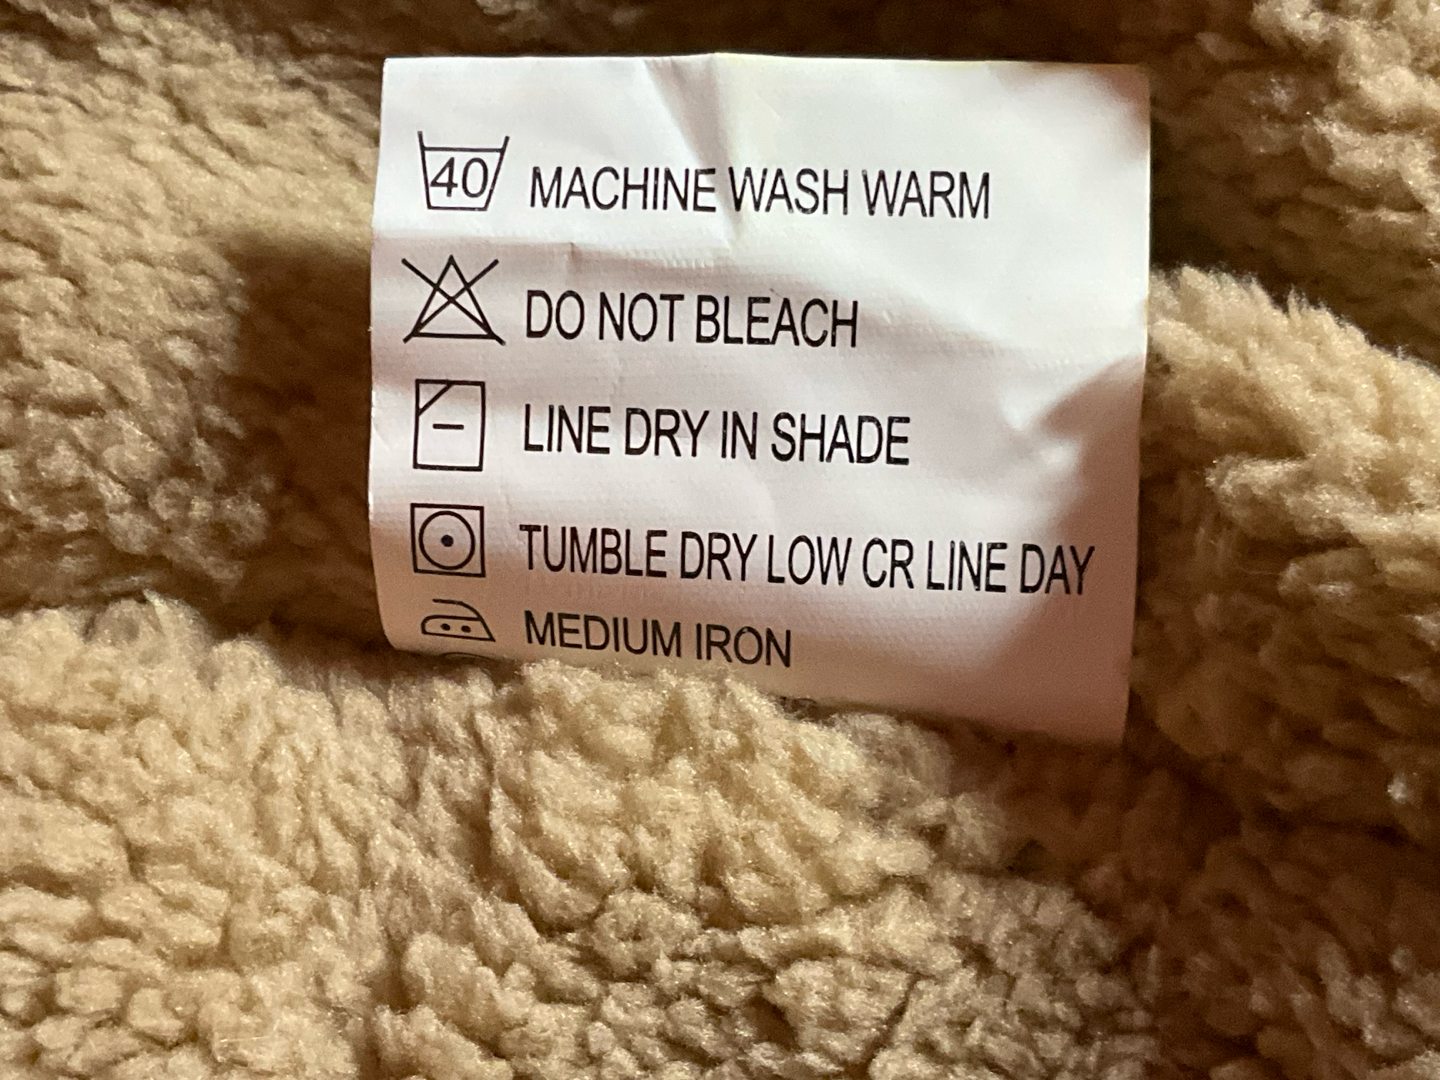 40 MACHINE WASH WARM
DO NOT BLEACH
LINE DRY IN SHADE
TUMBLE DRY LOW CR LINE DAY
MEDIUM IRON